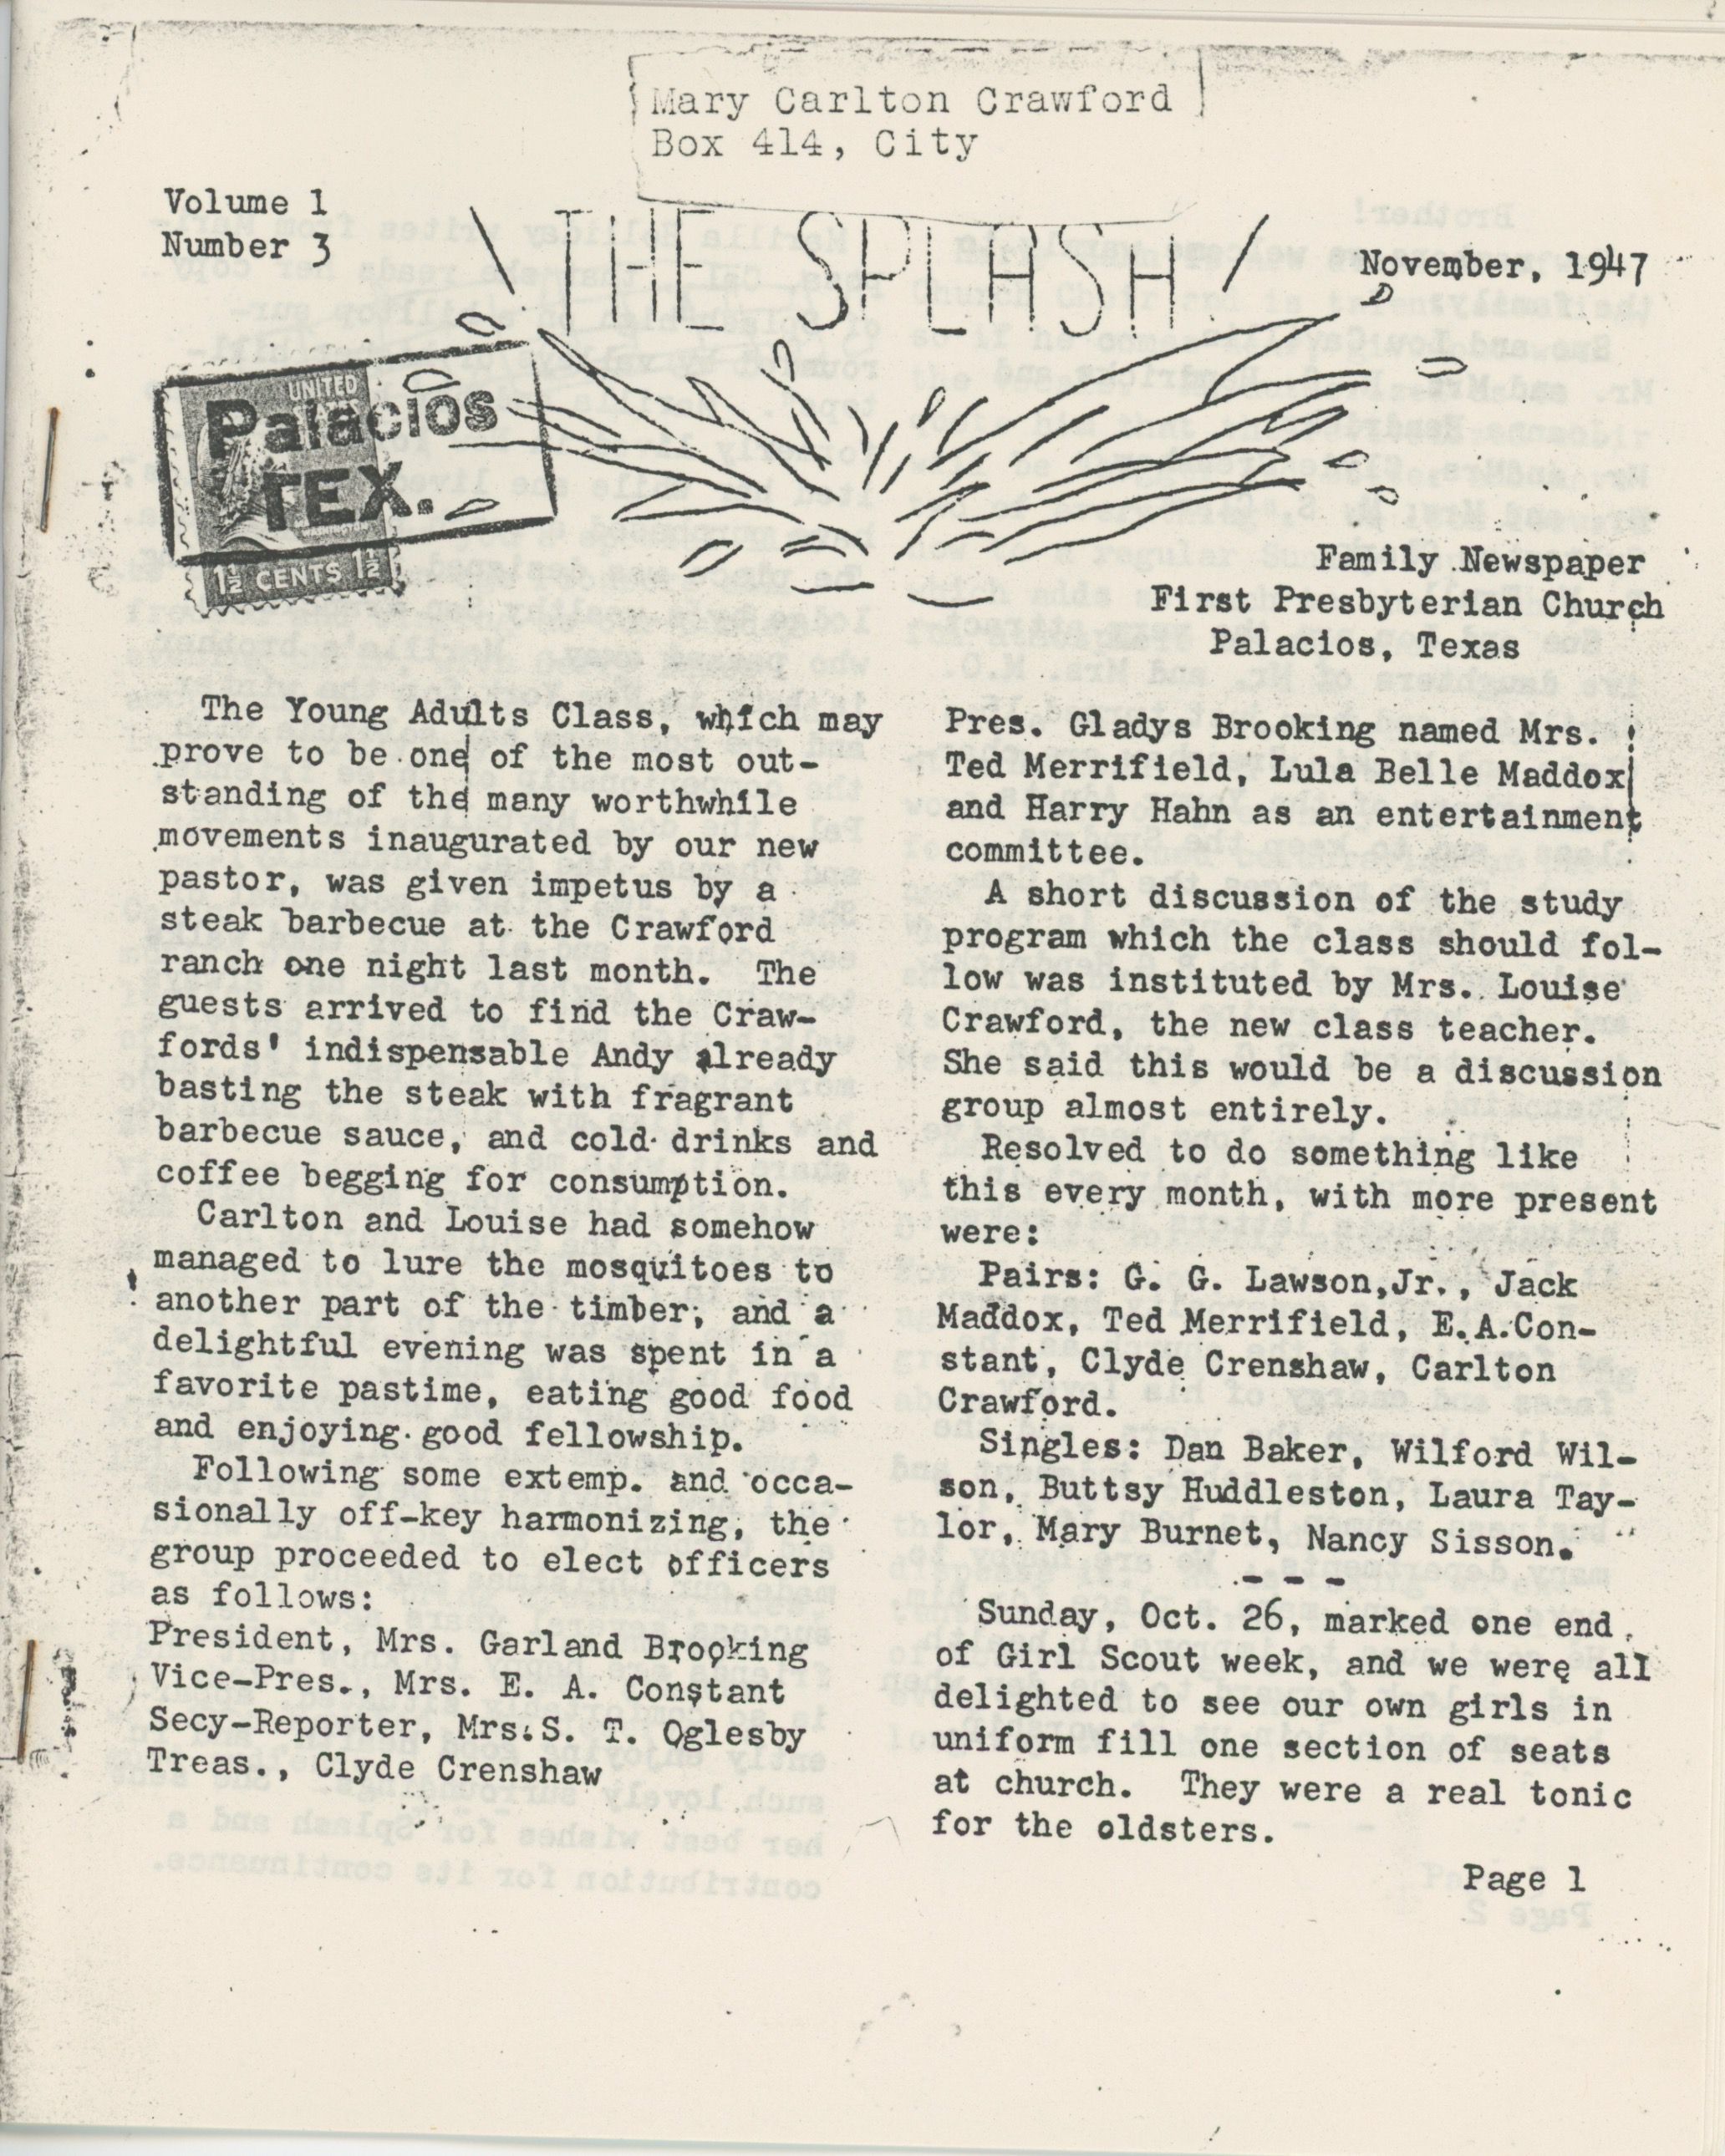 Mary Carlton Crawford
Box 414, City
Volume 1
Number 3
THE SPLASH
November, 1947
UNITED
Palacios
TEX.
1½ CENTS 1½
Family Newspaper
First Presbyterian Church
Palacios, Texas
The Young Adults Class, which may
prove to be one of the most out-
standing of the many worthwhile
movements inaugurated by our new
pastor, was given impetus by a
steak barbecue at the Crawford
ranch one night last month. The
guests arrived to find the Craw-
fords' indispensable Andy already
basting the steak with fragrant
barbecue sauce, and cold drinks and
coffee begging for consumption.
Carlton and Louise had somehow
managed to lure the mosquitoes to
another part of the timber, and a
delightful evening was spent in a
favorite pastime, eating good food
and enjoying good fellowship.
Following some extemp. and occa-
sionally off-key harmonizing, the
group proceeded to elect officers
as follows:
President, Mrs. Garland Brooking
Vice-Pres., Mrs. E. A. Constant
Secy-Reporter, Mrs. S. T. Oglesby
Treas., Clyde Crenshaw
Pres. Gladys Brooking named Mrs.
Ted Merrifield, Lula Belle Maddox
and Harry Hahn as an entertainment
committee.
A short discussion of the study
program which the class should fol-
low was instituted by Mrs. Louise
Crawford, the new class teacher.
She said this would be a discussion
group almost entirely.
Resolved to do something like
this every month, with more present
were:
Pairs: G. G. Lawson,Jr., Jack
Maddox, Ted Merrifield, E.A.Con-
stant, Clyde Crenshaw, Carlton
Crawford.
Singles: Dan Baker, Wilford Wil-
son, Buttsy Huddleston, Laura Tay-
lor, Mary Burnet, Nancy Sisson.
- - -
Sunday, Oct. 26, marked one end
of Girl Scout week, and we were all
delighted to see our own girls in
uniform fill one section of seats
at church. They were a real tonic
for the oldsters.
Page 1